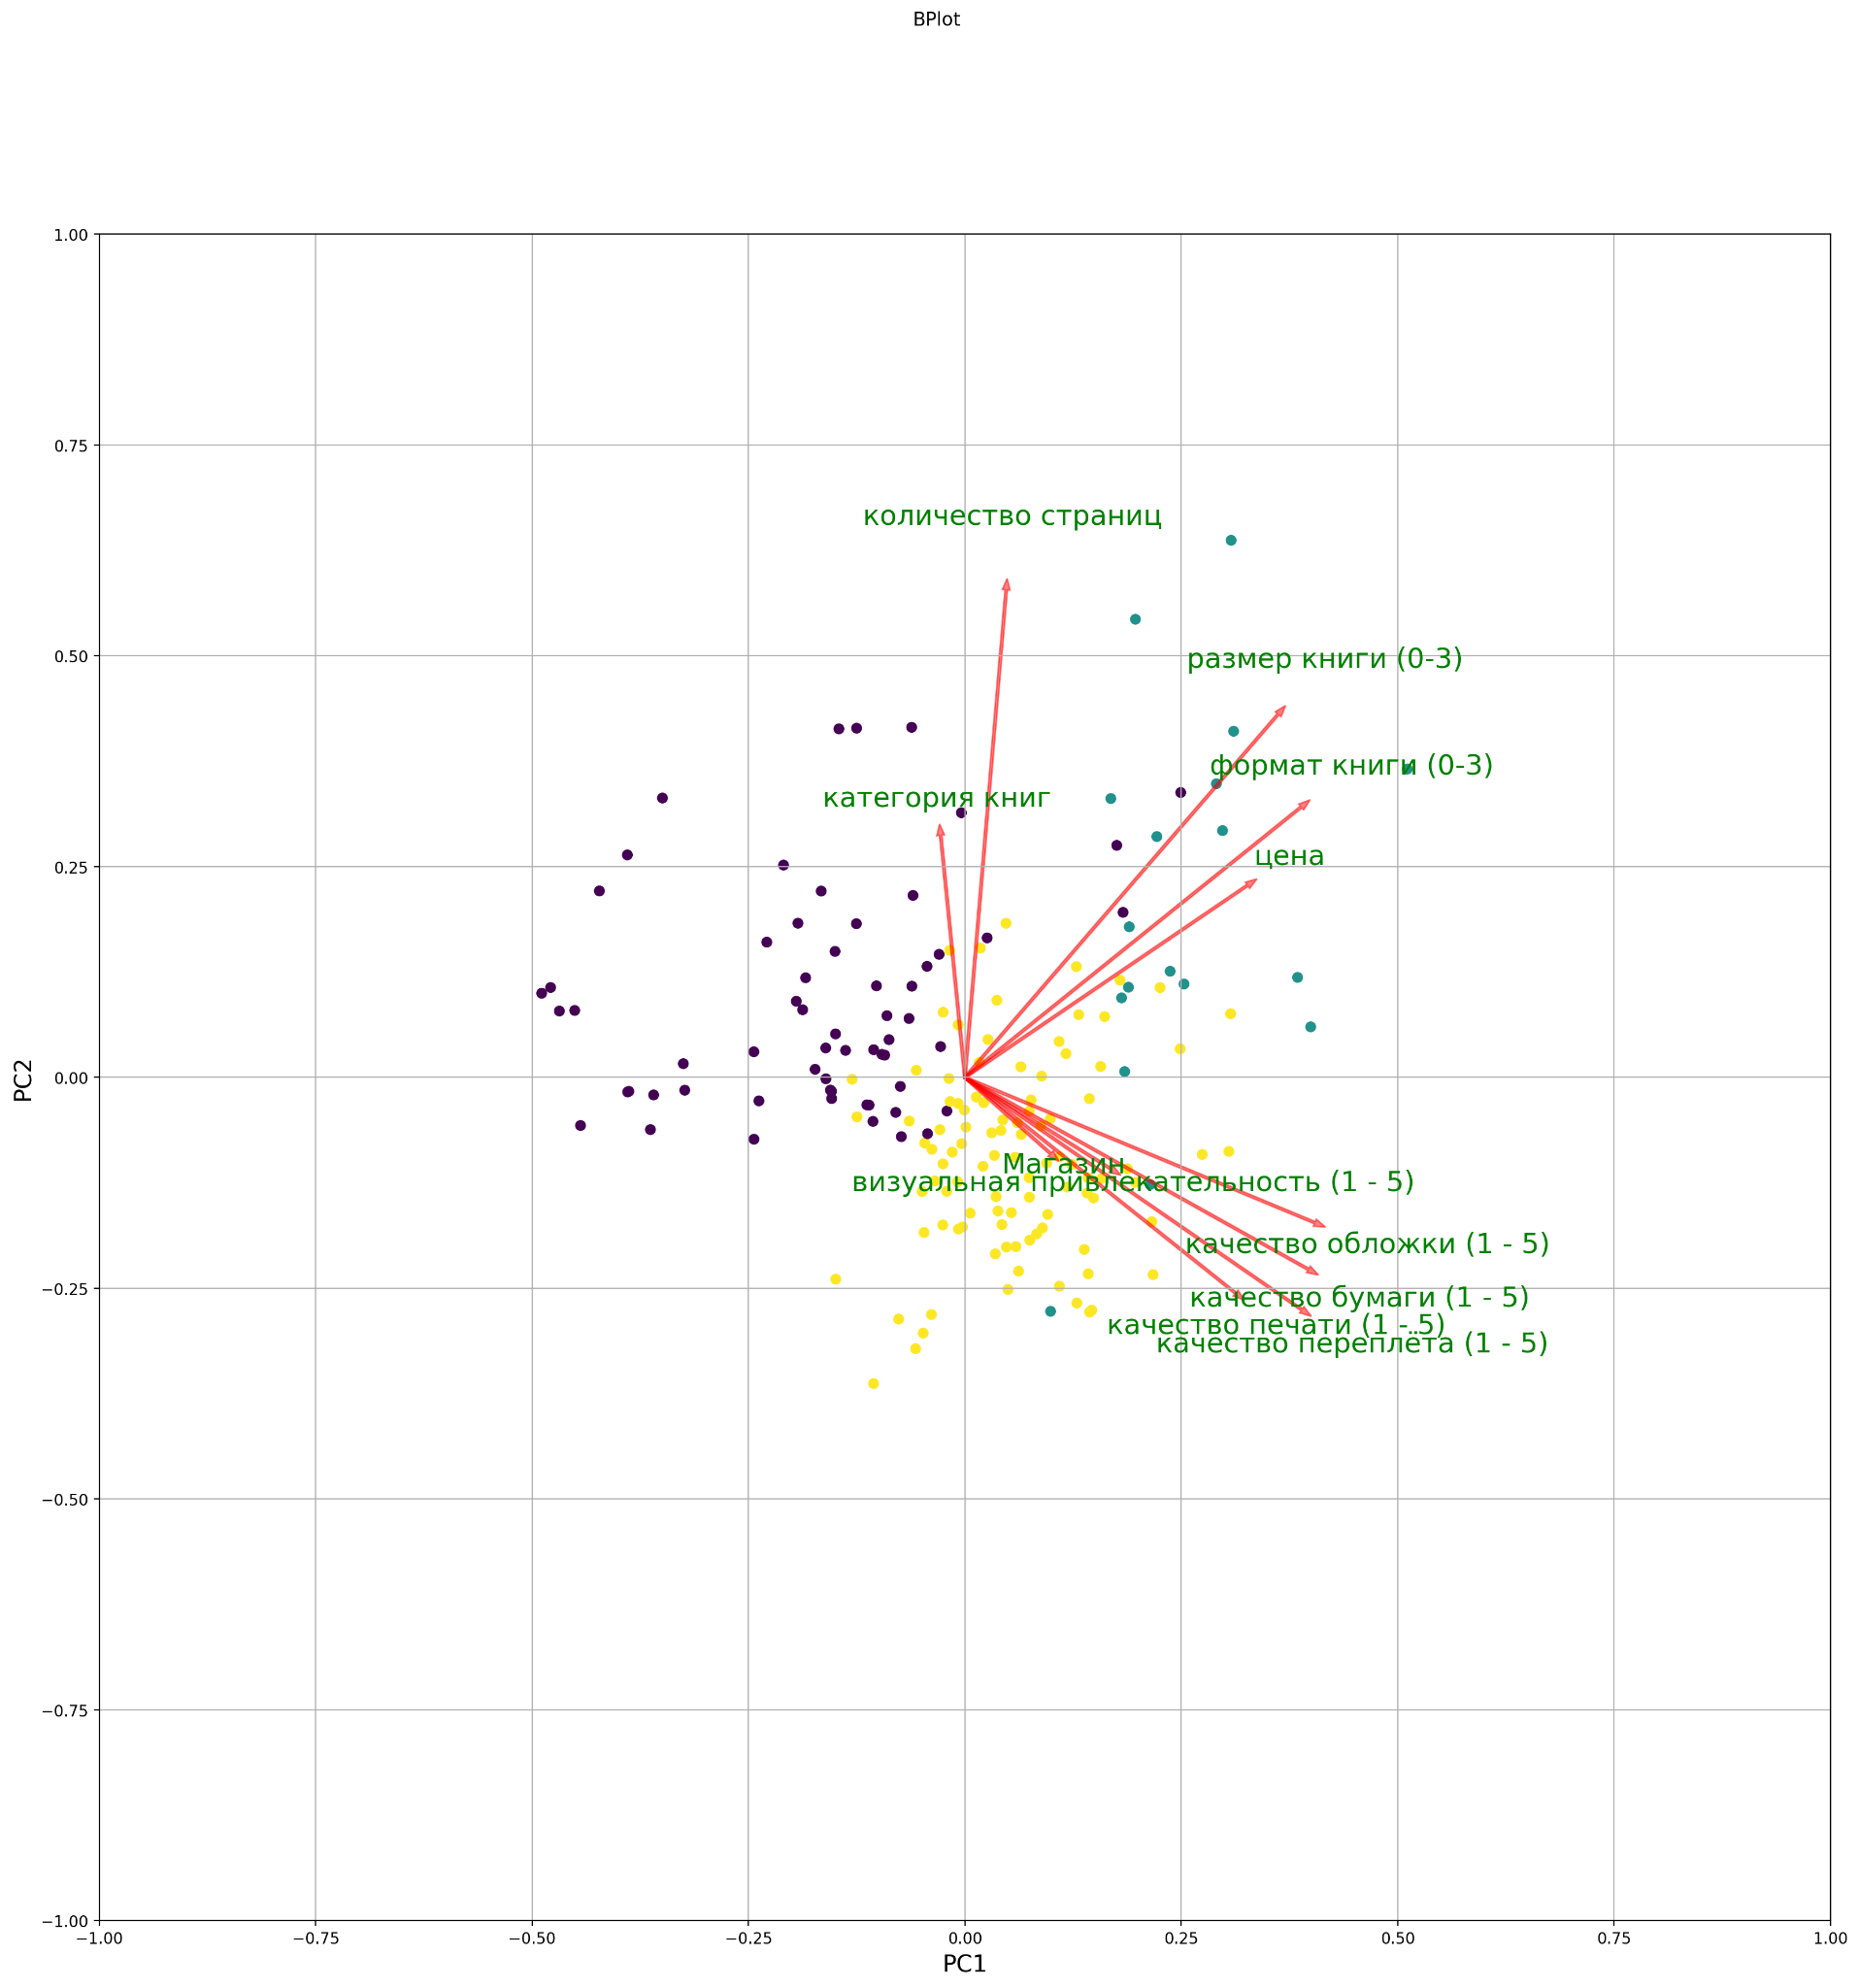 BPlot
1.00
0.75
0.50
0.25
0.00
−0.25
−0.50
−0.75
−1.00
PC2
количество страниц
размер книги (0-3)
формат книги (0-3)
категория книг
цена
Магазин
визуальная привлекательность (1 - 5)
качество обложки (1 - 5)
качество бумаги (1 - 5)
качество печати (1 - 5)
качество переплёта (1 - 5)
−1.00 −0.75 −0.50 −0.25 0.00 0.25 0.50 0.75 1.00
PC1